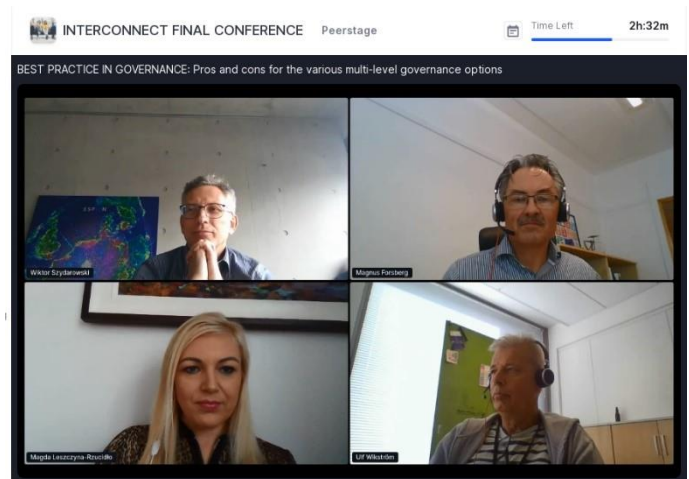 INTERCONNECT FINAL CONFERENCE Peerstage Time Left 2h:32m
BEST PRACTICE IN GOVERNANCE: Pros and cons for the various multi-level governance options
Wiktor Szydarowski
Magnus Forsberg
Magda Leszczyna-Rzucidło
Ulf Wikström